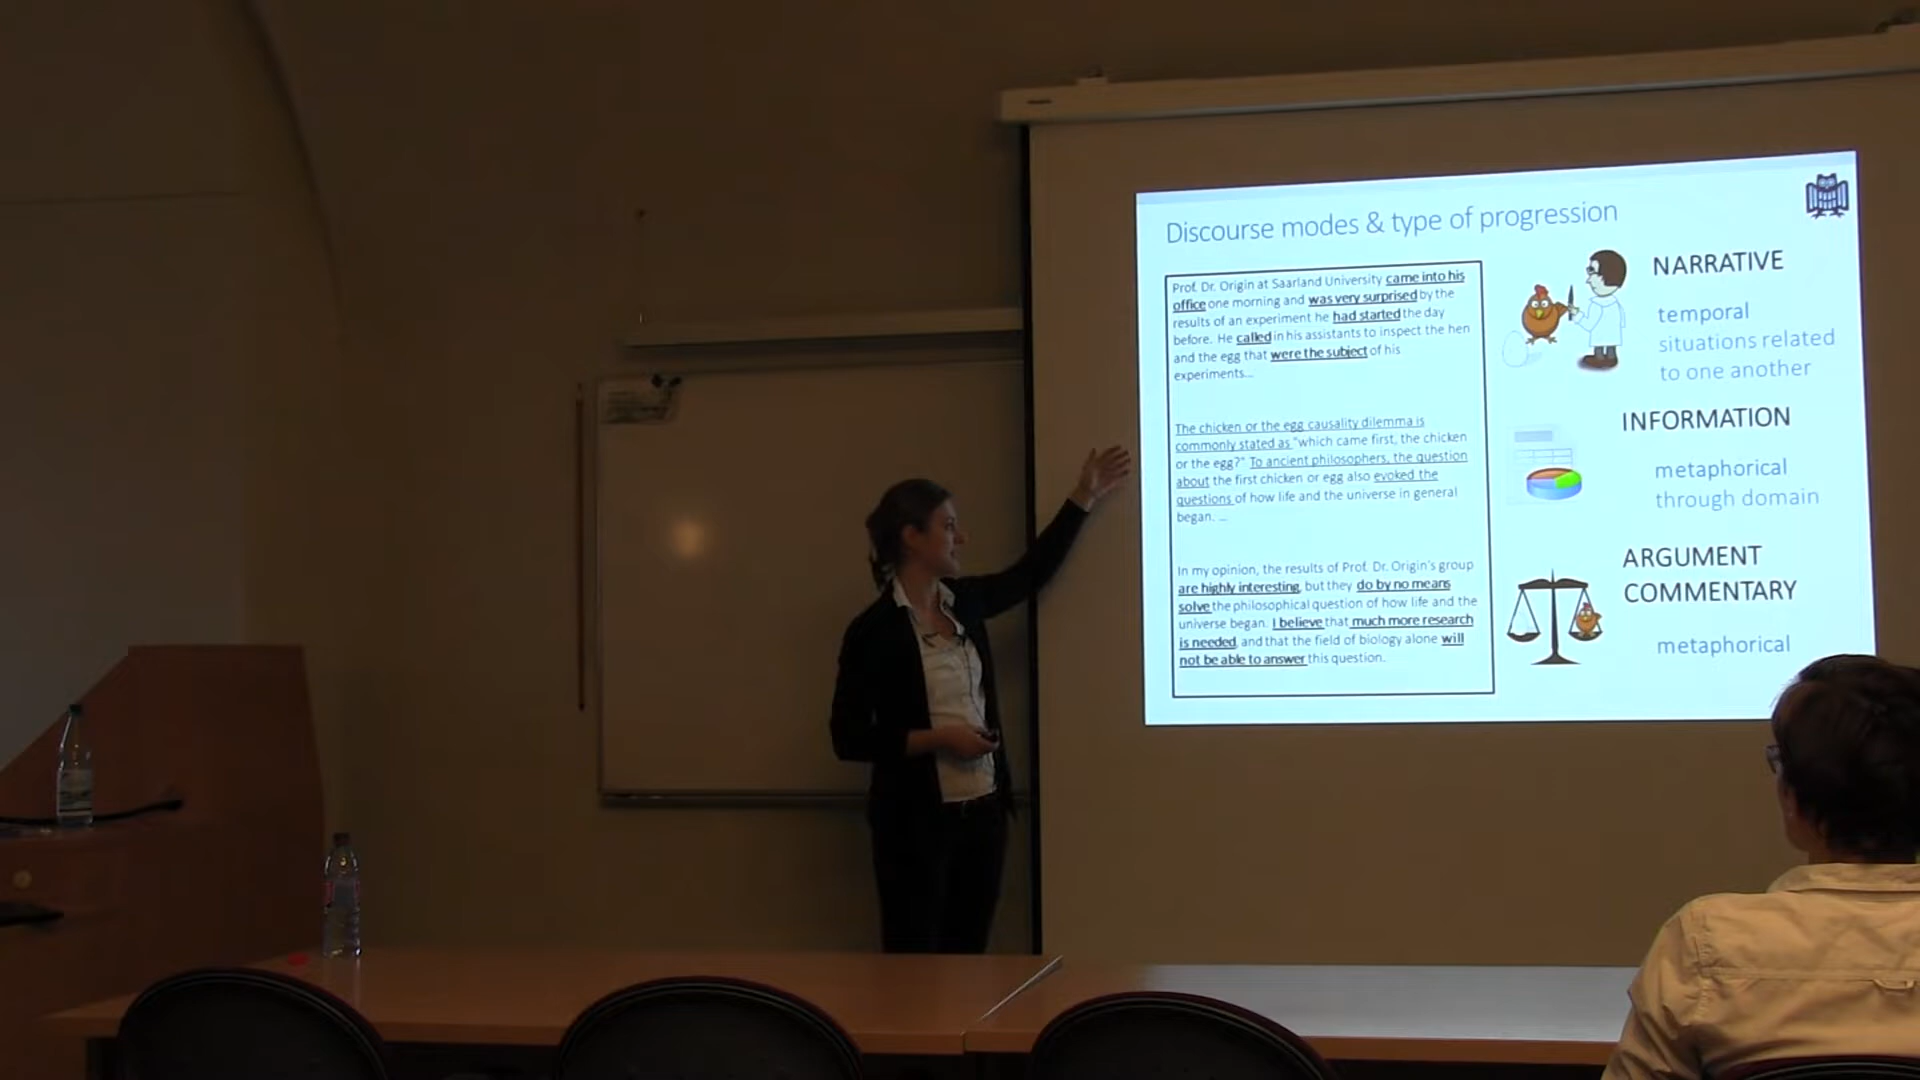 Discourse modes & type of progression
Prof. Dr. Origin at Saarland University came into his
office one morning and was very surprised by the
results of an experiment he had started the day
before. He called in his assistants to inspect the hen
and the egg that were the subject of his
experiments...
The chicken or the egg causality dilemma is
commonly stated as "which came first, the chicken
or the egg?" To ancient philosophers, the question
about the first chicken or egg also evoked the
questions of how life and the universe in general
began. ...
In my opinion, the results of Prof. Dr. Origin's group
are highly interesting, but they do by no means
solve the philosophical question of how life and the
universe began. I believe that much more research
is needed, and that the field of biology alone will
not be able to answer this question.
NARRATIVE
temporal
situations related
to one another
INFORMATION
metaphorical
through domain
ARGUMENT
COMMENTARY
metaphorical